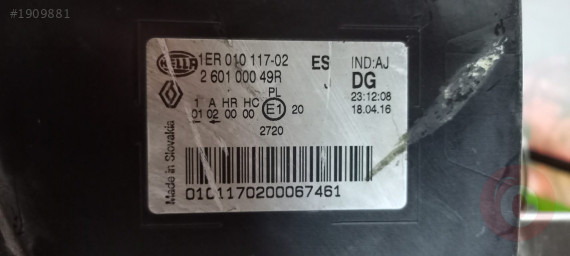 #1909881
HELLA 1ER 010 117-02 ES IND:AJ
2 601 000 49R DG
PL 23:12:08
1 A HR HC E1 20 18.04.16
01 02 00 00
2720
Made in Slovakia
0101170200067461